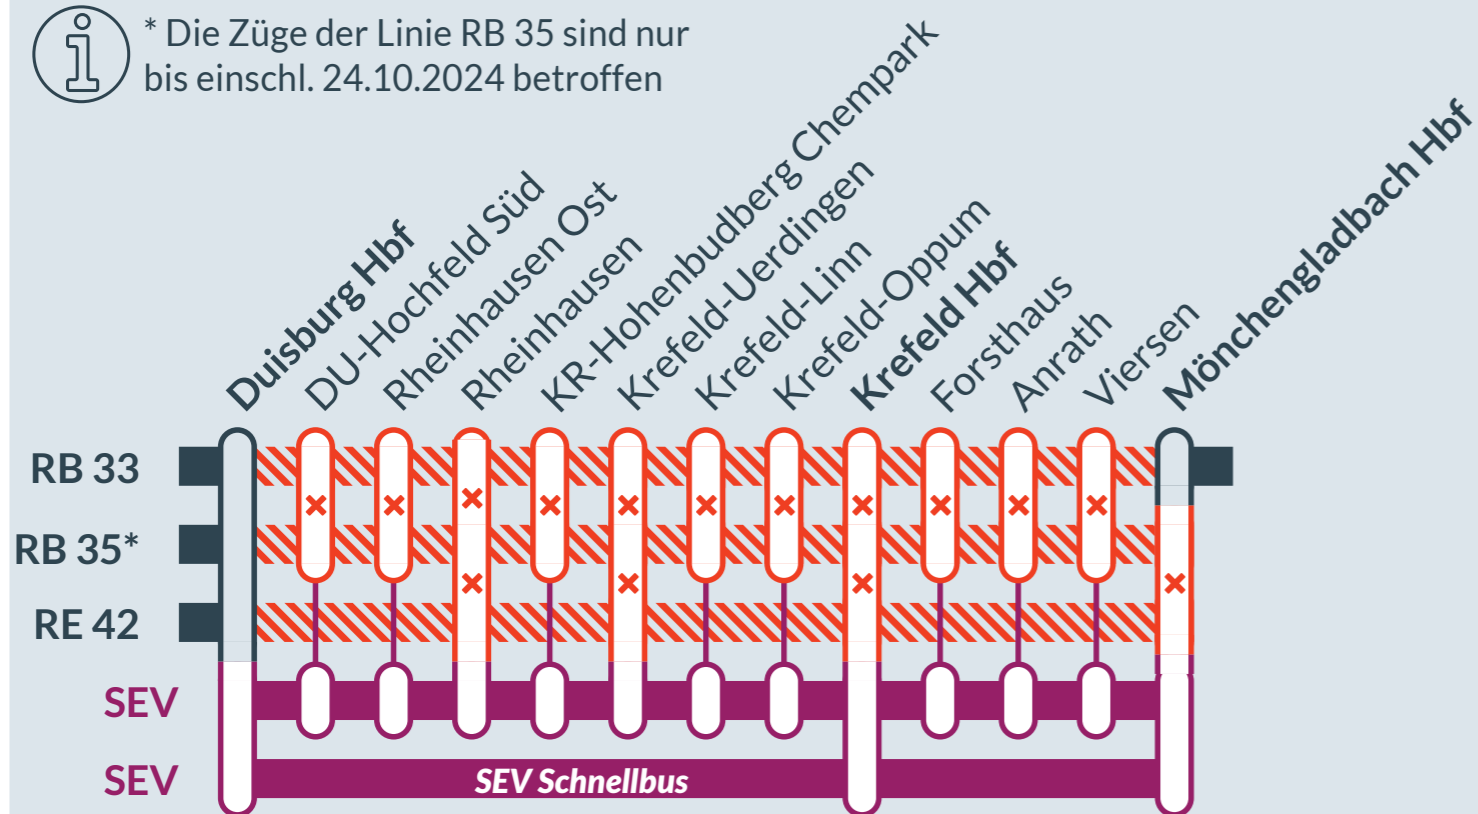 * Die Züge der Linie RB 35 sind nur
bis einschl. 24.10.2024 betroffen
Duisburg Hbf
DU-Hochfeld Süd
Rheinhausen Ost
Rheinhausen
KR-Hohenbudberg Chempark
Krefeld-Uerdingen
Krefeld-Linn
Krefeld-Oppum
Krefeld Hbf
Forsthaus
Anrath
Viersen
Mönchengladbach Hbf
RB 33
RB 35*
RE 42
SEV
SEV
SEV Schnellbus